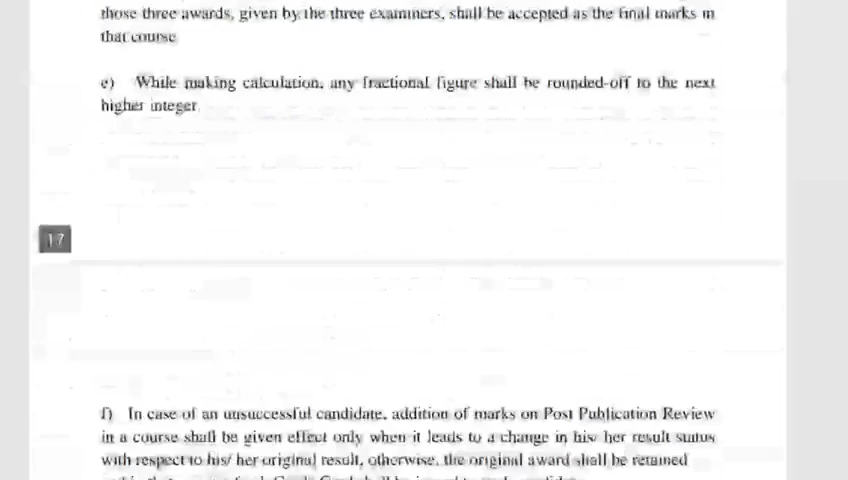 those three awards, given by the three examiners, shall be accepted as the final marks in
that course
e) While making calculation, any fractional figure shall be rounded-off to the next
higher integer
17
f) In case of an unsuccessful candidate, addition of marks on Post Publication Review
in a course shall be given effect only when it leads to a change in his/ her result status
with respect to his/ her original result, otherwise, the original award shall be retained